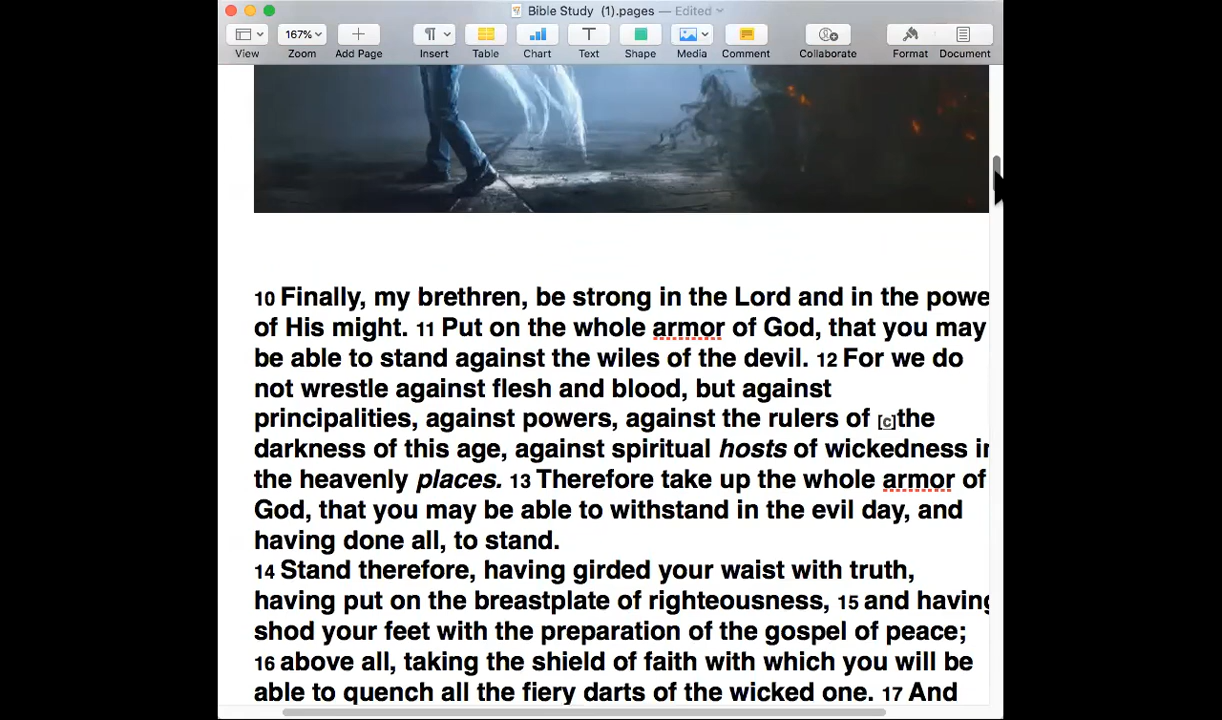 Bible Study (1).pages — Edited
167%
View
Zoom
Add Page
Insert
Table
Chart
Text
Shape
Media
Comment
Collaborate
Format
Document
10 Finally, my brethren, be strong in the Lord and in the powe
of His might. 11 Put on the whole armor of God, that you may
be able to stand against the wiles of the devil. 12 For we do
not wrestle against flesh and blood, but against
principalities, against powers, against the rulers of [c]the
darkness of this age, against spiritual hosts of wickedness in
the heavenly places. 13 Therefore take up the whole armor of
God, that you may be able to withstand in the evil day, and
having done all, to stand.
14 Stand therefore, having girded your waist with truth,
having put on the breastplate of righteousness, 15 and having
shod your feet with the preparation of the gospel of peace;
16 above all, taking the shield of faith with which you will be
able to quench all the fiery darts of the wicked one. 17 And